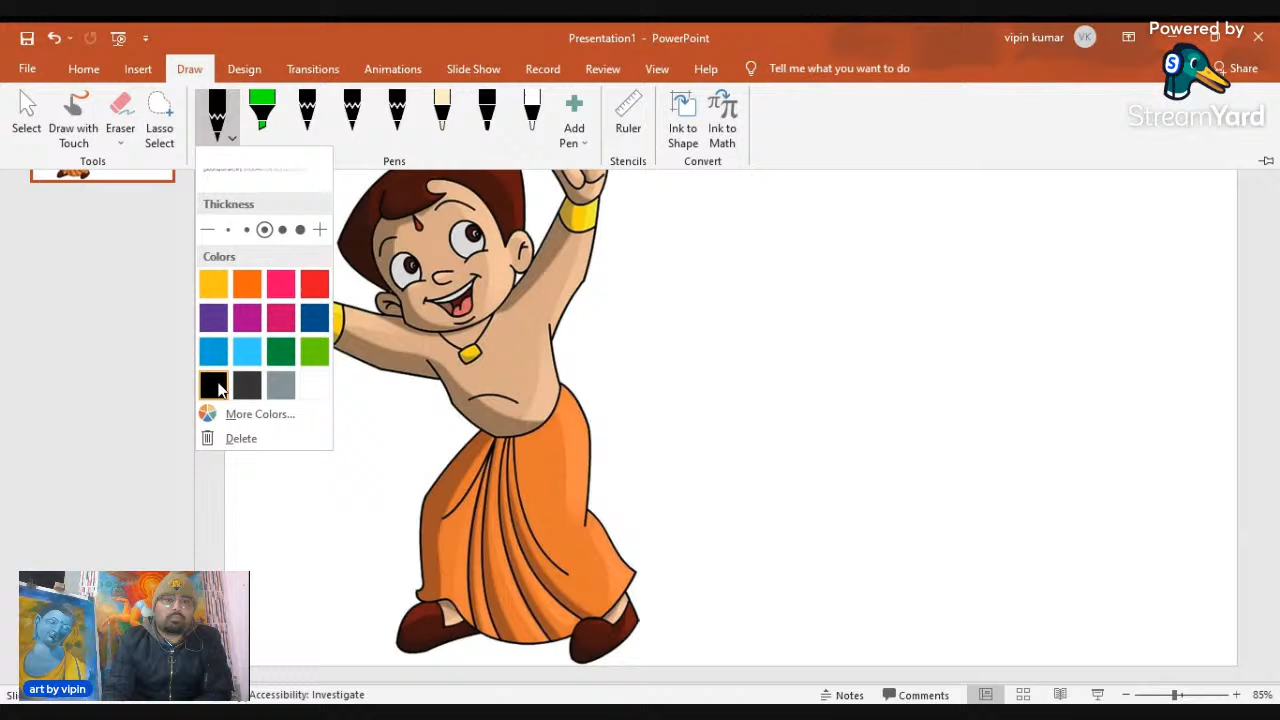 Presentation1 - PowerPoint
vipin kumar
VK
Powered by
S
StreamYard
File
Home
Insert
Draw
Design
Transitions
Animations
Slide Show
Record
Review
View
Help
Tell me what you want to do
Share
Select
Draw with
Touch
Eraser
Lasso
Select
Add
Pen
Ruler
Ink to
Shape
Ink to
Math
Tools
Pens
Stencils
Convert
Thickness
Colors
More Colors...
Delete
art by vipin
Accessibility: Investigate
Notes
Comments
85%